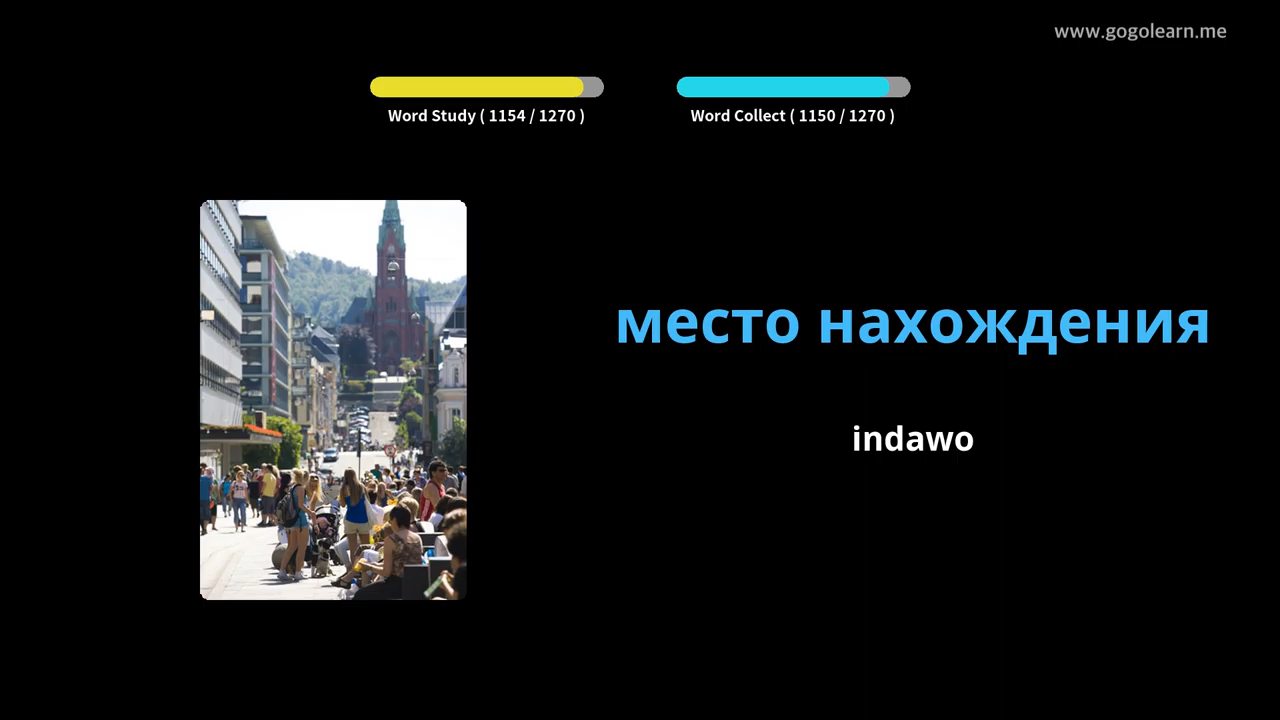 www.gogolearn.me
Word Study ( 1154 / 1270 )
Word Collect ( 1150 / 1270 )
место нахождения
indawo